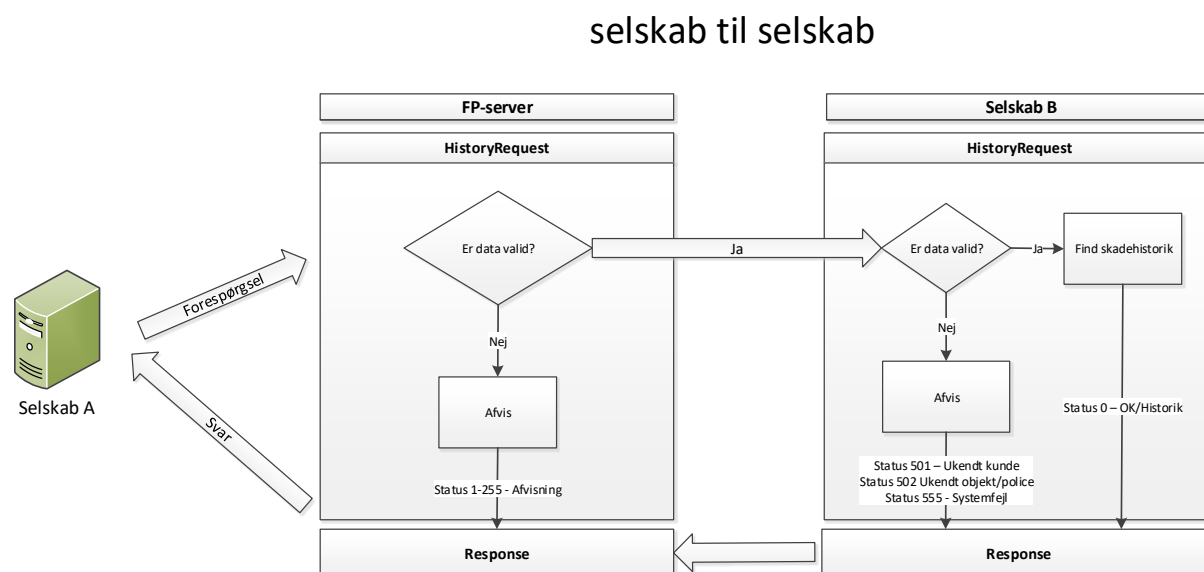 selskab til selskab
FP-server
Selskab B
HistoryRequest
HistoryRequest
Er data valid?
Ja
Er data valid?
Ja
Find skadehistorik
Forespørgsel
Nej
Nej
Selskab A
Afvis
Afvis
Status 0 – OK/Historik
Svar
Status 1-255 - Afvisning
Status 501 – Ukendt kunde
Status 502 Ukendt objekt/police
Status 555 - Systemfejl
Response
Response